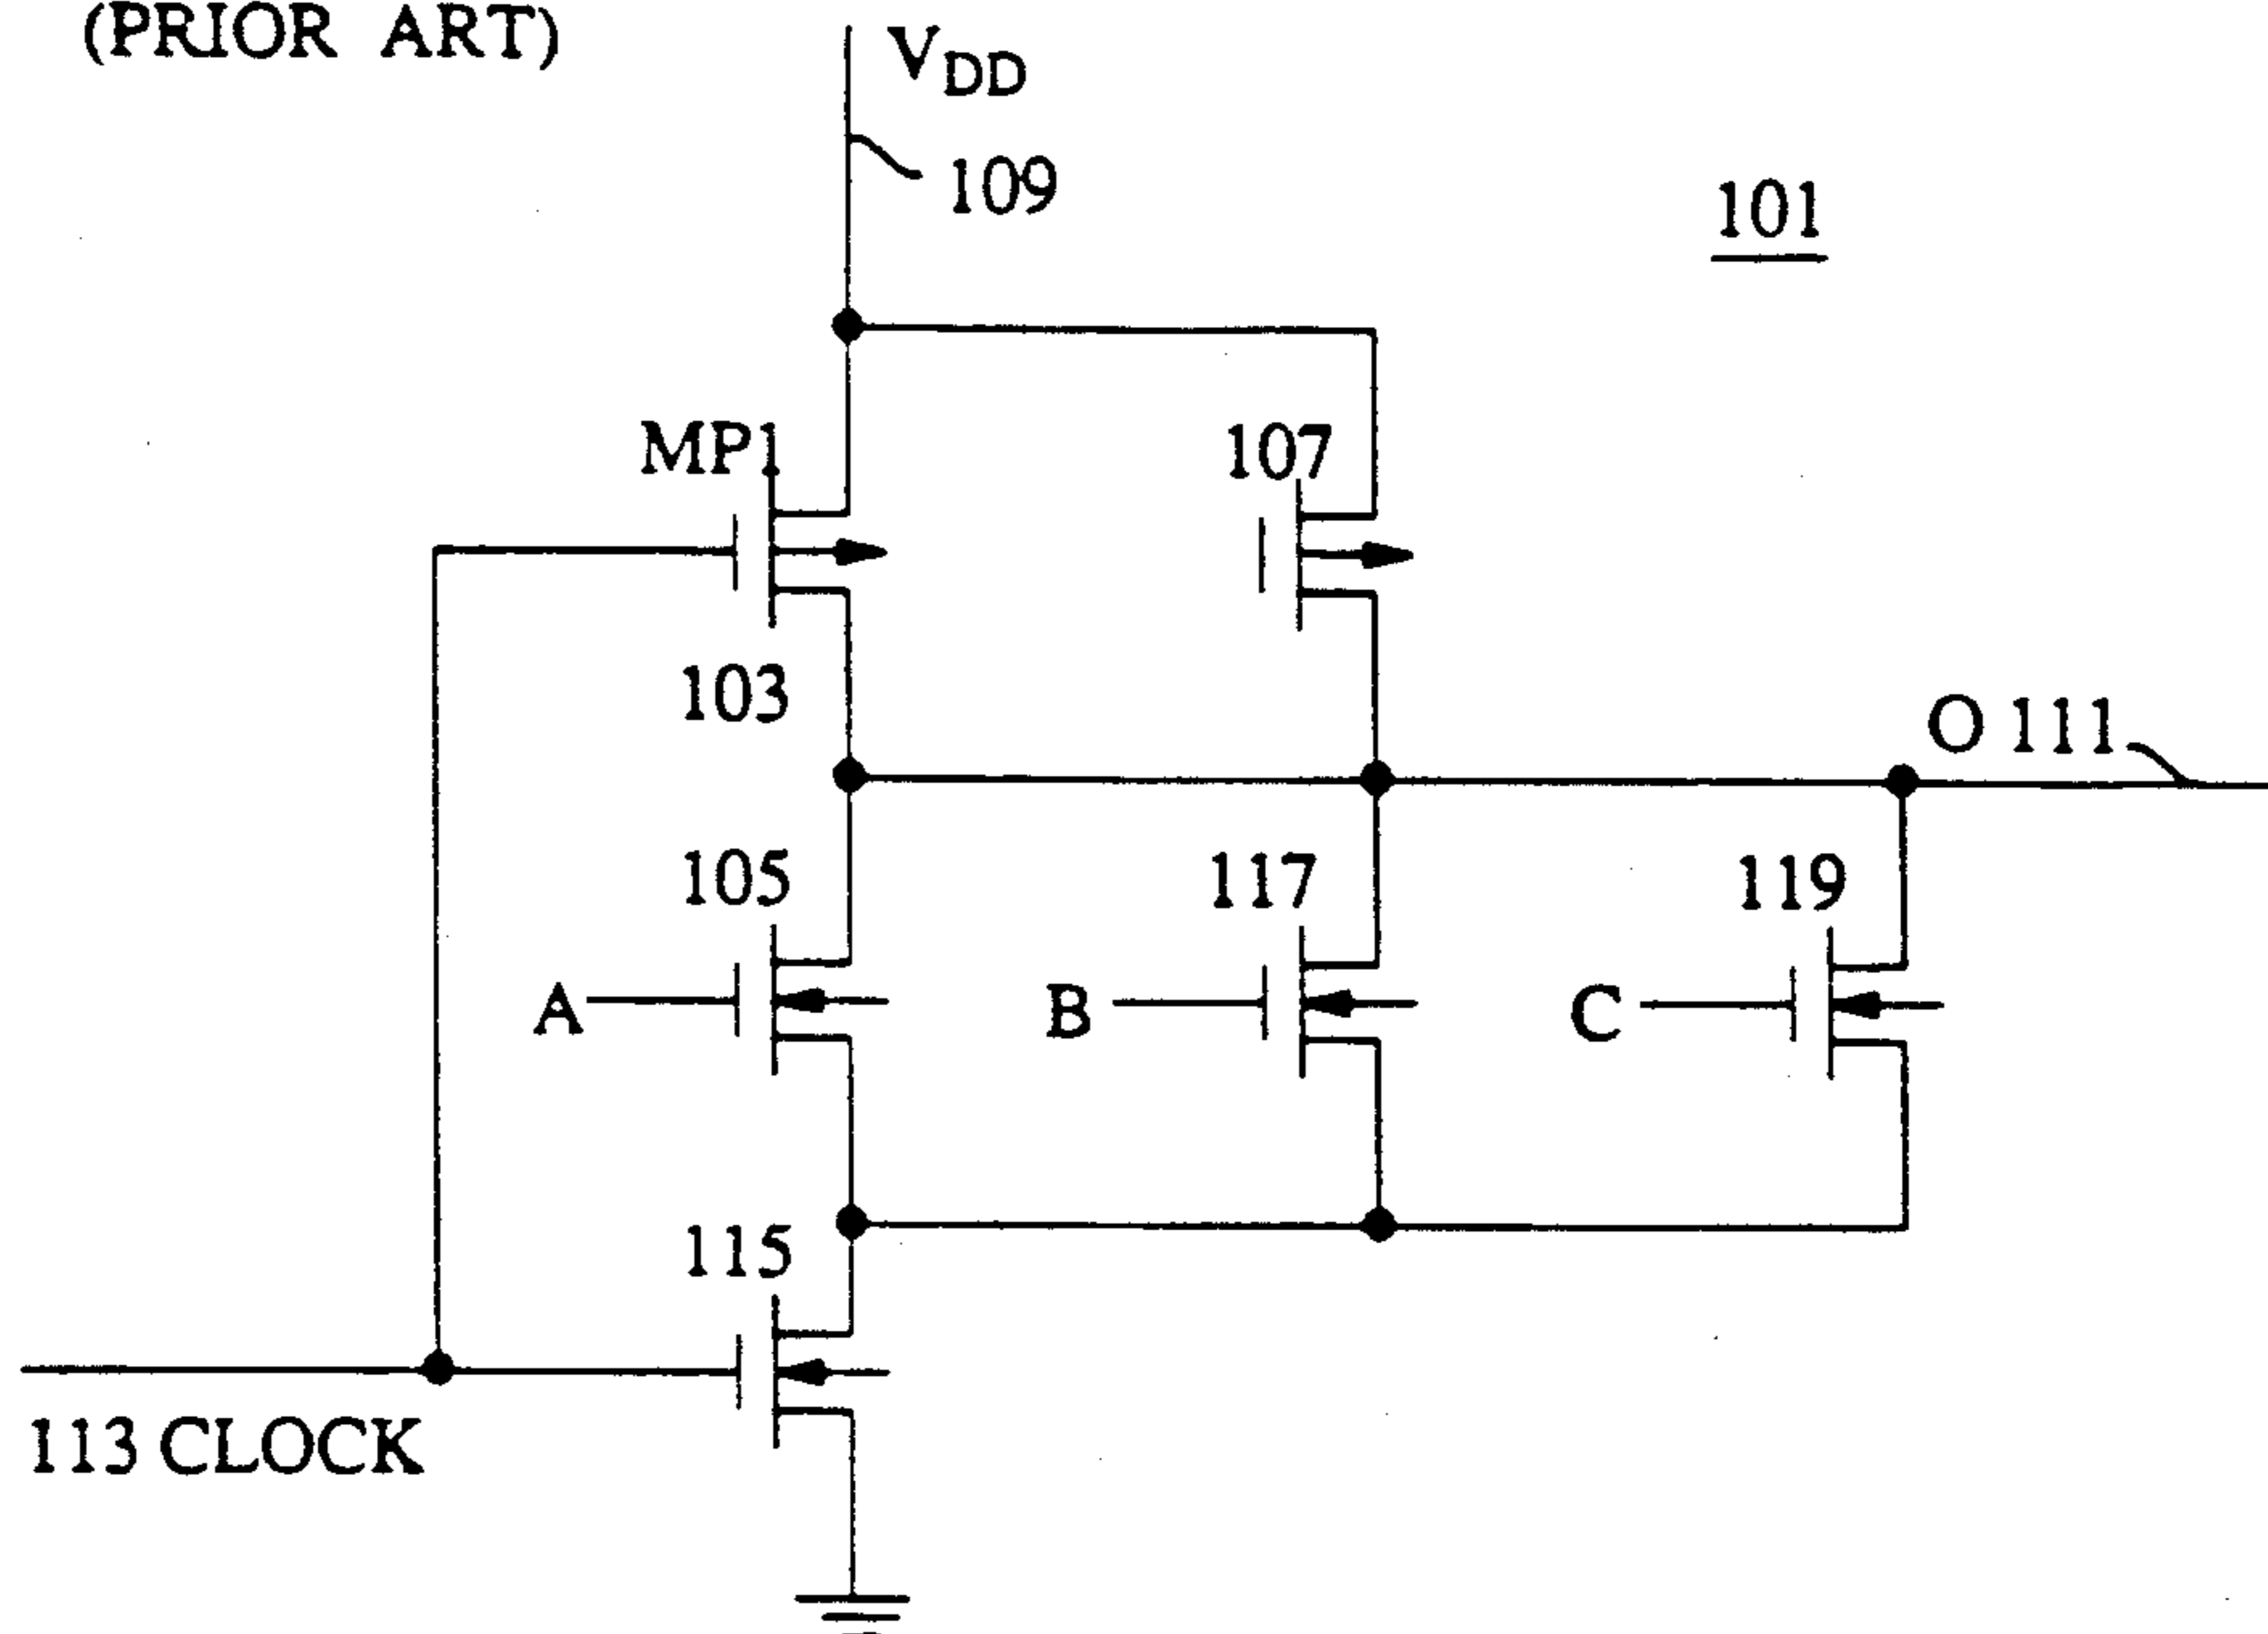 (PRIOR ART)
VDD
109
101
MP1
107
103
O 111
105
117
119
A
B
C
115
113 CLOCK